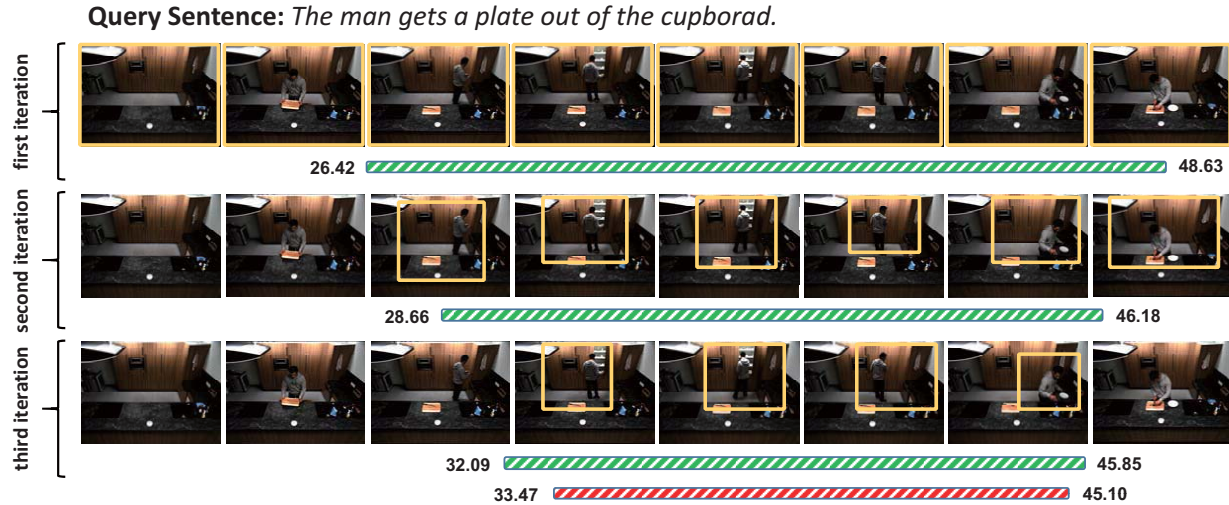 Query Sentence: The man gets a plate out of the cupborad.
first iteration
26.42 48.63
second iteration
28.66 46.18
third iteration
32.09 45.85
33.47 45.10